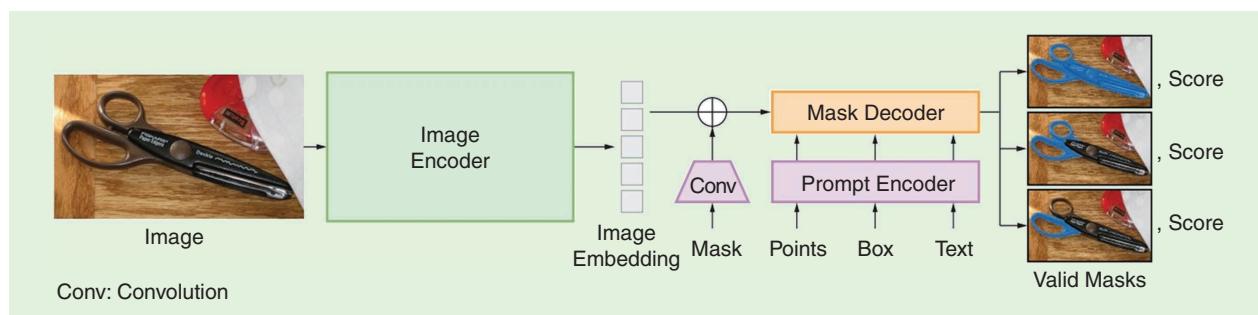 Image
Encoder
Mask Decoder
Conv
Prompt Encoder
Image
Image
Embedding
Mask
Points
Box
Text
, Score
, Score
, Score
Valid Masks
Conv: Convolution